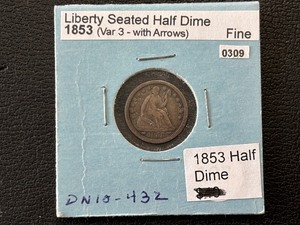 Liberty Seated Half Dime
1853 (Var 3 - with Arrows) Fine
0309
1853 Half
Dime
DN10-432